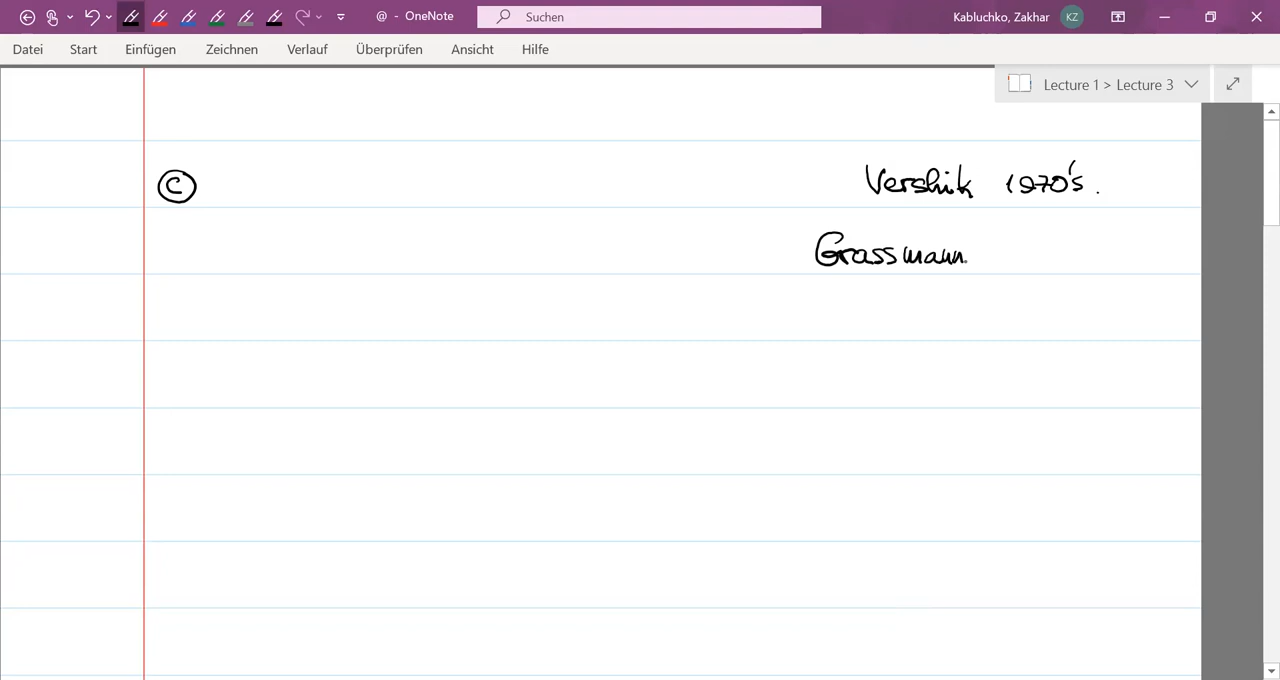 @ - OneNote
Suchen
Kabluchko, Zakhar
KZ
Datei Start Einfügen Zeichnen Verlauf Überprüfen Ansicht Hilfe
Lecture 1 > Lecture 3
© Vershik 1970's.
Grassmann